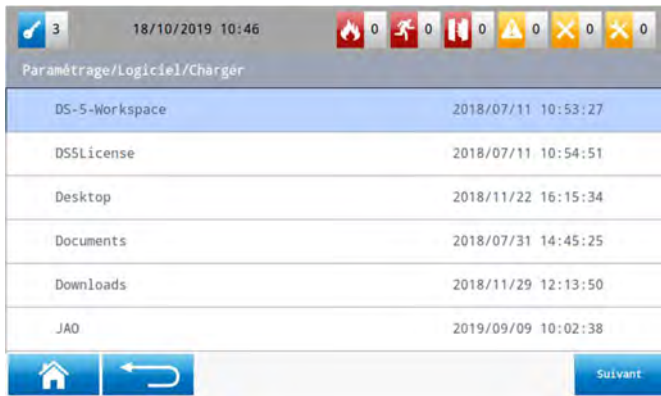 3 18/10/2019 10:46 0 0 0 0 0 0
Paramétrage/Logiciel/Charger
DS-5-Workspace 2018/07/11 10:53:27
DS5License 2018/07/11 10:54:51
Desktop 2018/11/22 16:15:34
Documents 2018/07/31 14:45:25
Downloads 2018/11/29 12:13:50
JAO 2019/09/09 10:02:38
Suivant